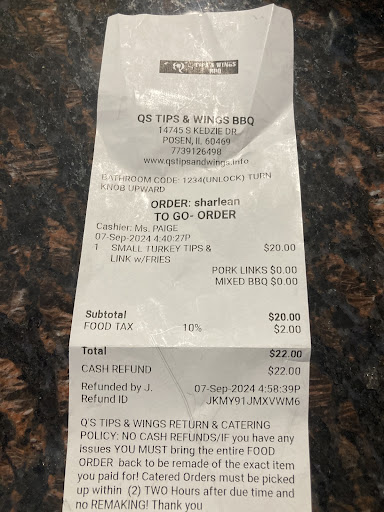 Q TIPS & WINGS
BBQ
QS TIPS & WINGS BBQ
14745 S KEDZIE DR
POSEN, IL 60469
7739126498
www.qstipsandwings.info
BATHROOM CODE: 1234(UNLOCK) TURN
KNOB UPWARD
ORDER: sharlean
TO GO- ORDER
Cashier: Ms. PAIGE
07-Sep-2024 4:40:27P
1 SMALL TURKEY TIPS & $20.00
LINK w/FRIES
PORK LINKS $0.00
MIXED BBQ $0.00
Subtotal $20.00
FOOD TAX 10% $2.00
Total $22.00
CASH REFUND $22.00
Refunded by J. 07-Sep-2024 4:58:39P
Refund ID JKMY91JMXVWM6
Q'S TIPS & WINGS RETURN & CATERING
POLICY: NO CASH REFUNDS/IF you have any
issues YOU MUST bring the entire FOOD
ORDER back to be remade of the exact item
you paid for! Catered Orders must be picked
up within (2) TWO Hours after due time and
no REMAKING! Thank you